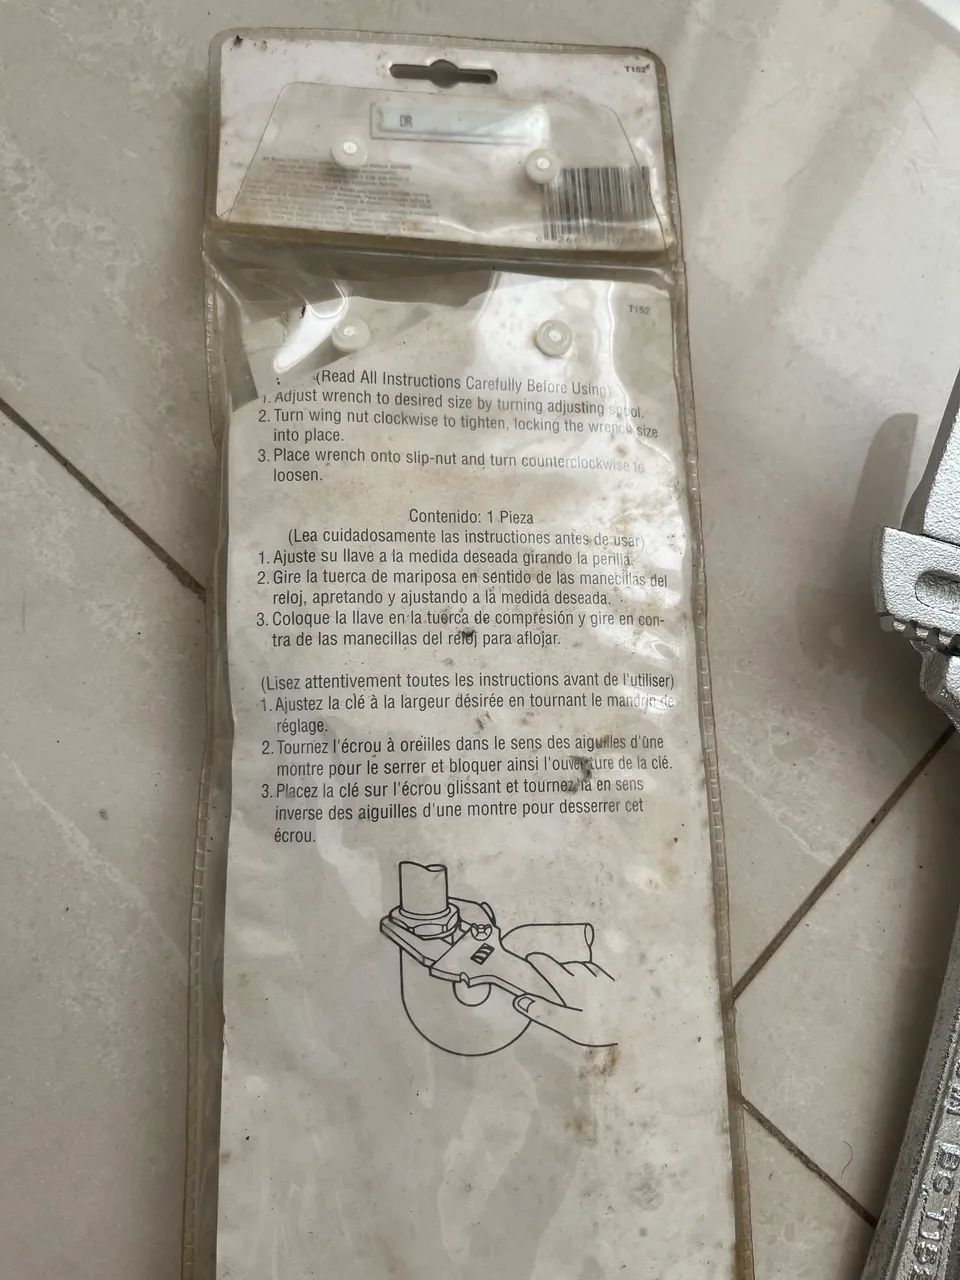 T152
DR
T152
(Read All Instructions Carefully Before Using)
1. Adjust wrench to desired size by turning adjusting spool.
2. Turn wing nut clockwise to tighten, locking the wrench size
into place.
3. Place wrench onto slip-nut and turn counterclockwise to
loosen.
Contenido: 1 Pieza
(Lea cuidadosamente las instructiones antes de usar)
1. Ajuste su llave a la medida deseada girando la perilla.
2. Gire la tuerca de mariposa en sentido de las manecillas del
reloj, apretando y ajustando a la medida deseada.
3. Coloque la llave en la tuerca de compresión y gire en con-
tra de las manecillas del reloj para aflojar.
(Lisez attentivement toutes les instructions avant de l'utiliser)
1. Ajustez la clé à la largeur désirée en tournant le mandrin de
réglage.
2. Tournez l'écrou à oreilles dans le sens des aiguilles d'une
montre pour le serrer et bloquer ainsi l'ouverture de la clé.
3. Placez la clé sur l'écrou glissant et tournez la en sens
inverse des aiguilles d'une montre pour desserrer cet
écrou.